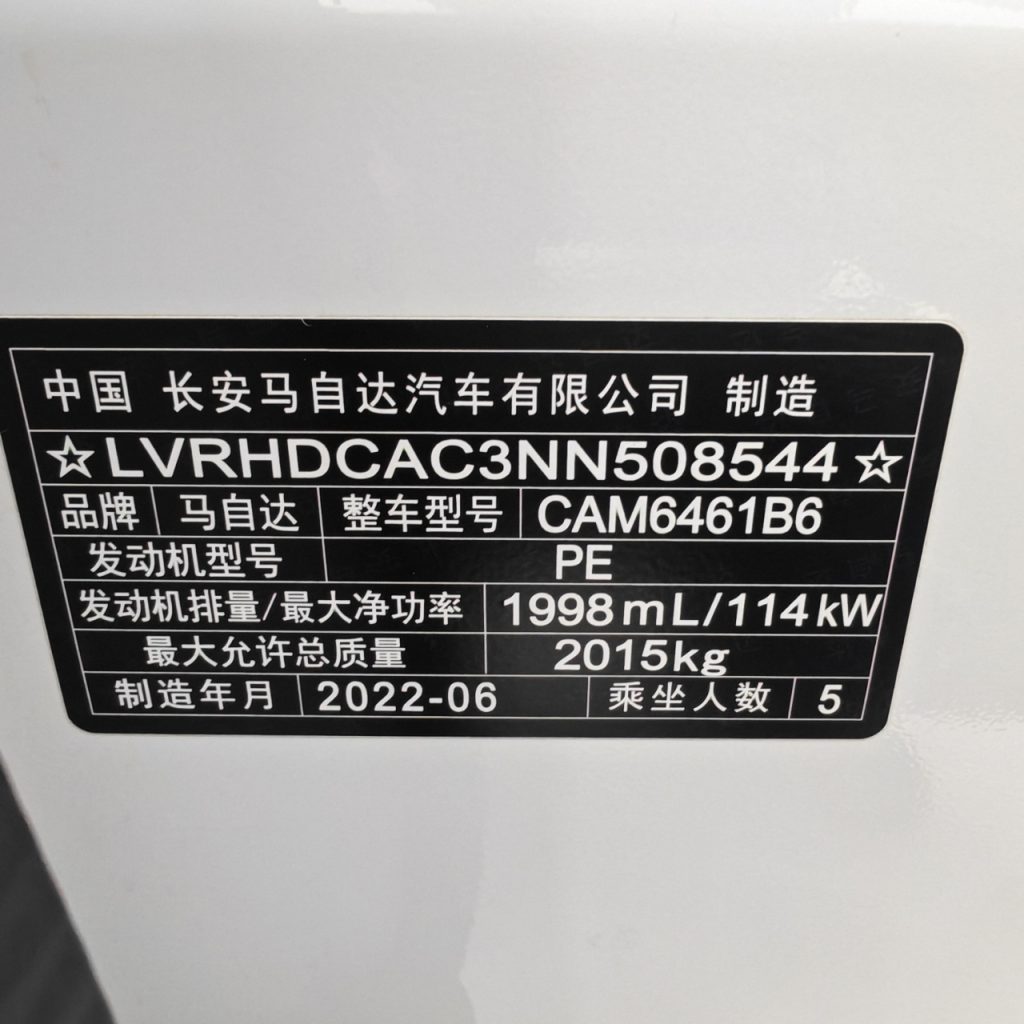 中国 长安马自达汽车有限公司 制造
☆LVRHDCAC3NN508544☆
品牌 马自达 整车型号 CAM6461B6
发动机型号 PE
发动机排量/最大净功率 1998mL/114kW
最大允许总质量 2015kg
制造年月 2022-06 乘坐人数 5